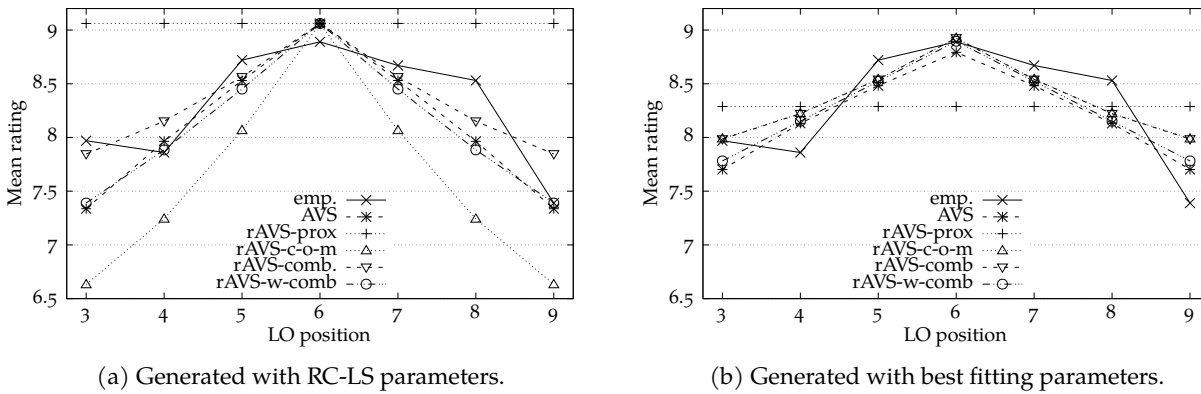 9
8.5
8
7.5
7
6.5
Mean rating
emp.
AVS
rAVS-prox
rAVS-c-o-m
rAVS-comb.
rAVS-w-comb
3 4 5 6 7 8 9
LO position
(a) Generated with RC-LS parameters.
9
8.5
8
7.5
7
6.5
Mean rating
emp.
AVS
rAVS-prox
rAVS-c-o-m
rAVS-comb
rAVS-w-comb
3 4 5 6 7 8 9
LO position
(b) Generated with best fitting parameters.